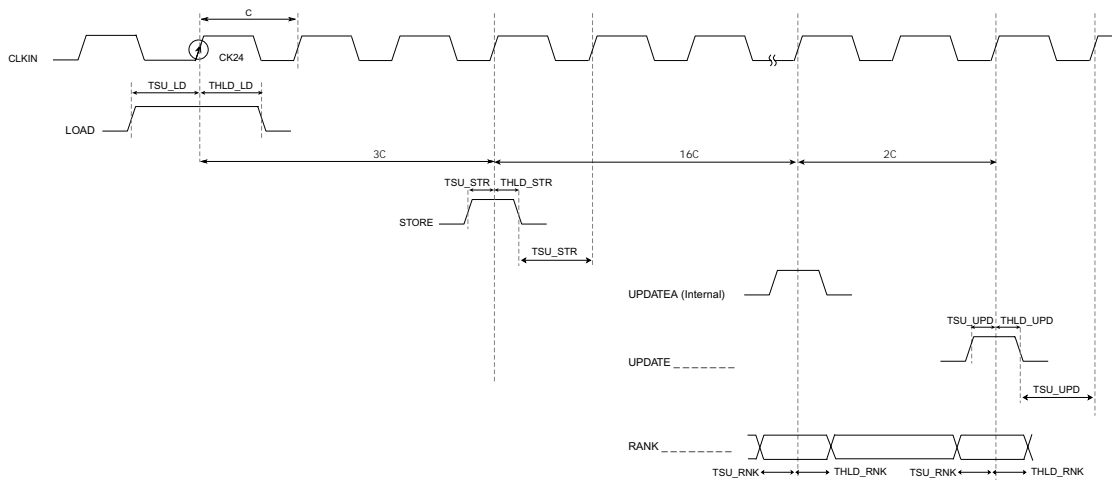 C
CLKIN
CK24
TSU_LD THLD_LD
LOAD
3C 16C 2C
TSU_STR THLD_STR
STORE
TSU_STR
UPDATEA (Internal)
TSU_UPD THLD_UPD
UPDATE
TSU_UPD
RANK
TSU_RNK THLD_RNK TSU_RNK THLD_RNK